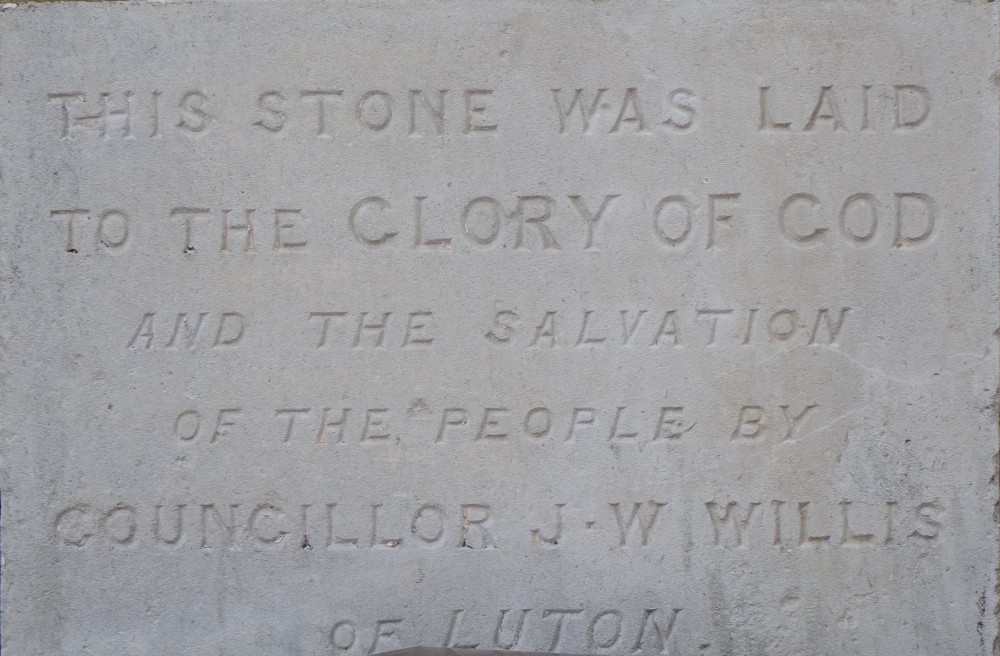 THIS STONE WAS LAID
TO THE GLORY OF GOD
AND THE SALVATION
OF THE PEOPLE BY
COUNCILLOR J·W WILLIS
OF LUTON.